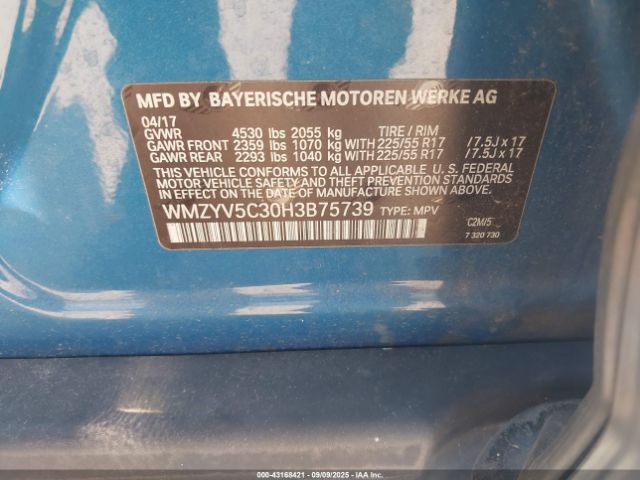 MFD BY BAYERISCHE MOTOREN WERKE AG
04/17
GVWR 4530 lbs 2055 kg TIRE / RIM
GAWR FRONT 2359 lbs 1070 kg WITH 225/55 R17 / 7.5J x 17
GAWR REAR 2293 lbs 1040 kg WITH 225/55 R17 / 7.5J x 17
THIS VEHICLE CONFORMS TO ALL APPLICABLE U. S. FEDERAL
MOTOR VEHICLE SAFETY, BUMPER, AND THEFT PREVENTION STANDARDS
IN EFFECT ON THE DATE OF MANUFACTURE SHOWN ABOVE.
WMZYV5C30H3B75739 TYPE: MPV
C2M/5
7 320 730
000-43168421 - 09/09/2025 - IAAI.COM